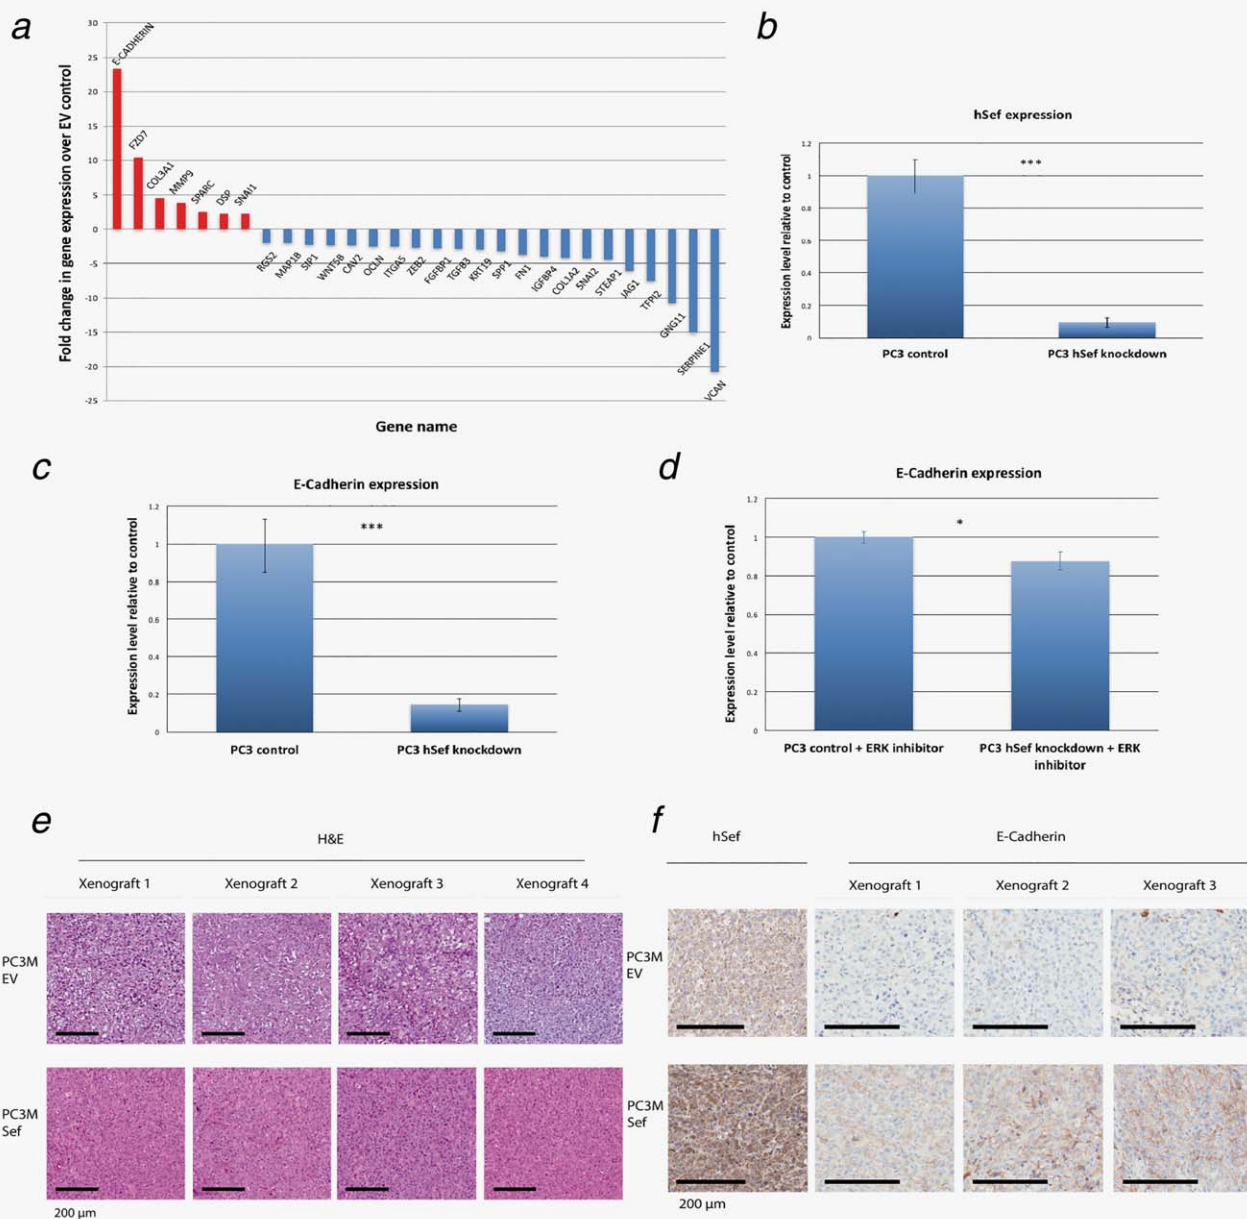 a
Fold change in gene expression over EV control
30
25
20
15
10
5
0
-5
-10
-15
-20
-25
E-CADHERIN
FZD7
COL3A1
MMP9
SPARC
DSP
SNAI1
RGS2
MAP1B
SIP1
WNT5B
CAV2
OCLN
ITGA5
ZEB2
FGFBP1
TGFB3
KRT19
SPP1
FN1
IGFBP4
COL1A2
SNAI2
STEAP1
JAG1
TFPI2
GNG11
SERPINE1
VCAN
Gene name
b
hSef expression
Expression level relative to control
1.2
1
0.8
0.6
0.4
0.2
0
***
PC3 control
PC3 hSef knockdown
c
E-Cadherin expression
Expression level relative to control
1.2
1
0.8
0.6
0.4
0.2
0
***
PC3 control
PC3 hSef knockdown
d
E-Cadherin expression
Expression level relative to control
1.2
1
0.8
0.6
0.4
0.2
0
*
PC3 control + ERK inhibitor
PC3 hSef knockdown + ERK
inhibitor
e
H&E
Xenograft 1
Xenograft 2
Xenograft 3
Xenograft 4
PC3M
EV
PC3M
Sef
200 µm
f
hSef
E-Cadherin
Xenograft 1
Xenograft 2
Xenograft 3
PC3M
EV
PC3M
Sef
200 µm